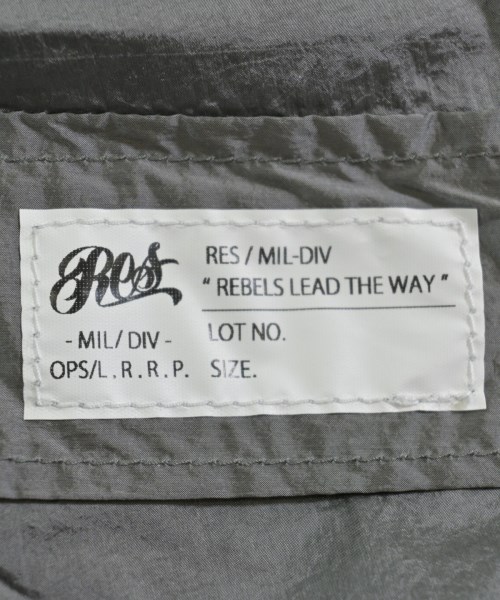 Res
- MIL/ DIV -
OPS/L.R.R.P.
RES / MIL-DIV
“ REBELS LEAD THE WAY ”
LOT NO.
SIZE.